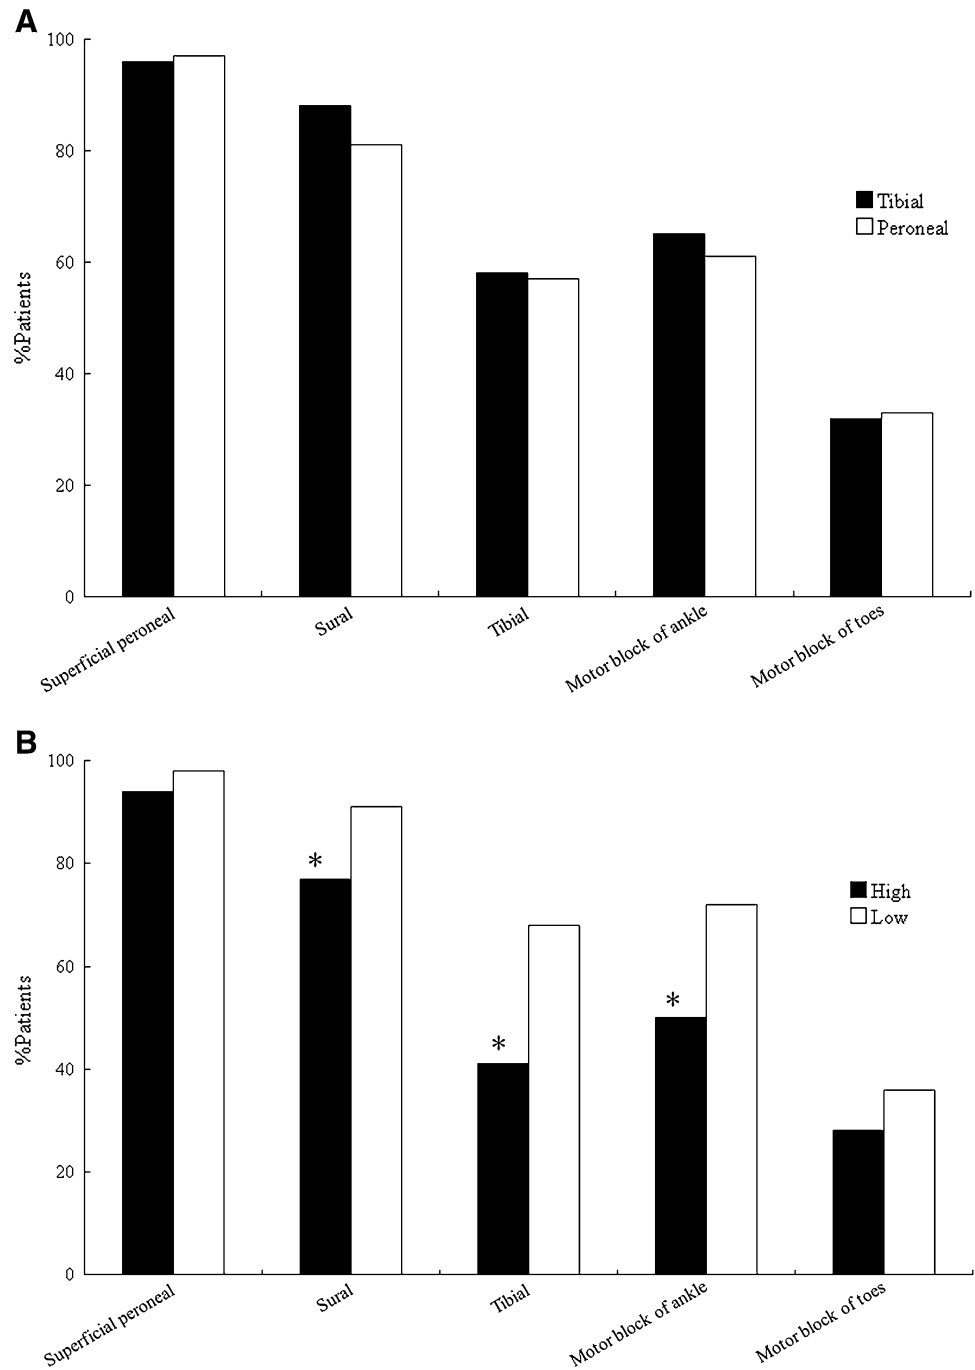 A
100
80
60
40
20
0
%Patients
Tibial
Peroneal
Superficial peroneal
Sural
Tibial
Motor block of ankle
Motor block of toes
B
100
80
60
40
20
0
%Patients
*
*
*
High
Low
Superficial peroneal
Sural
Tibial
Motor block of ankle
Motor block of toes